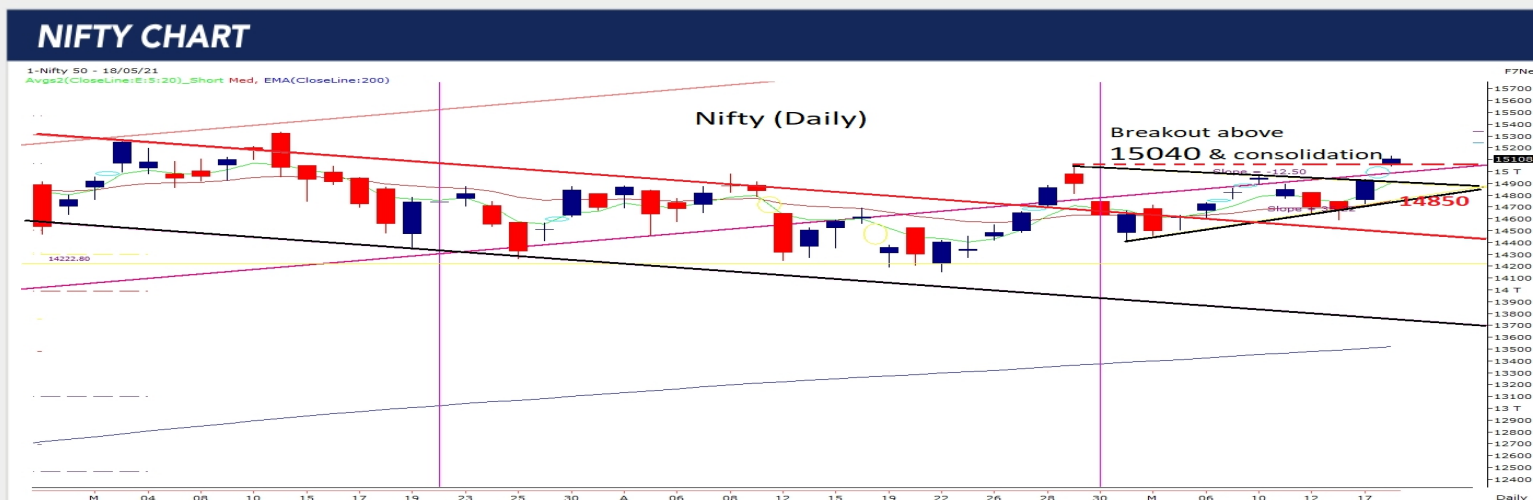 NIFTY CHART
1-Nifty 50 - 18/05/21
Avgs2(CloseLine:E:5:20)_Short Med, EMA(CloseLine:200)
F7Ne
Nifty (Daily)
Breakout above
15040 & consolidation
Slope = -12.50
14850
14222.80
15700
15600
15500
15400
15300
15200
15108
15 T
14900
14800
14700
14600
14500
14400
14300
14200
14100
14 T
13900
13800
13700
13600
13500
13400
13300
13200
13100
13 T
12900
12800
12700
12600
12500
12400
M 04 08 10 15 17 19 23 25 30 A 06 08 12 15 19 22 26 28 30 M 06 10 12 17 Daily